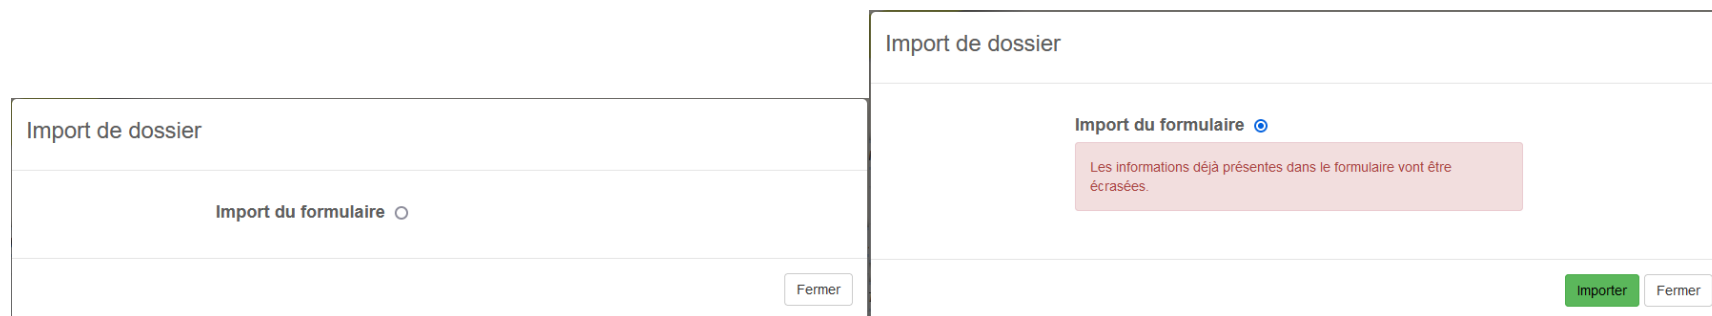 Import de dossier
Import du formulaire
Fermer
Import de dossier
Import du formulaire
Les informations déjà présentes dans le formulaire vont être
écrasées.
Importer Fermer